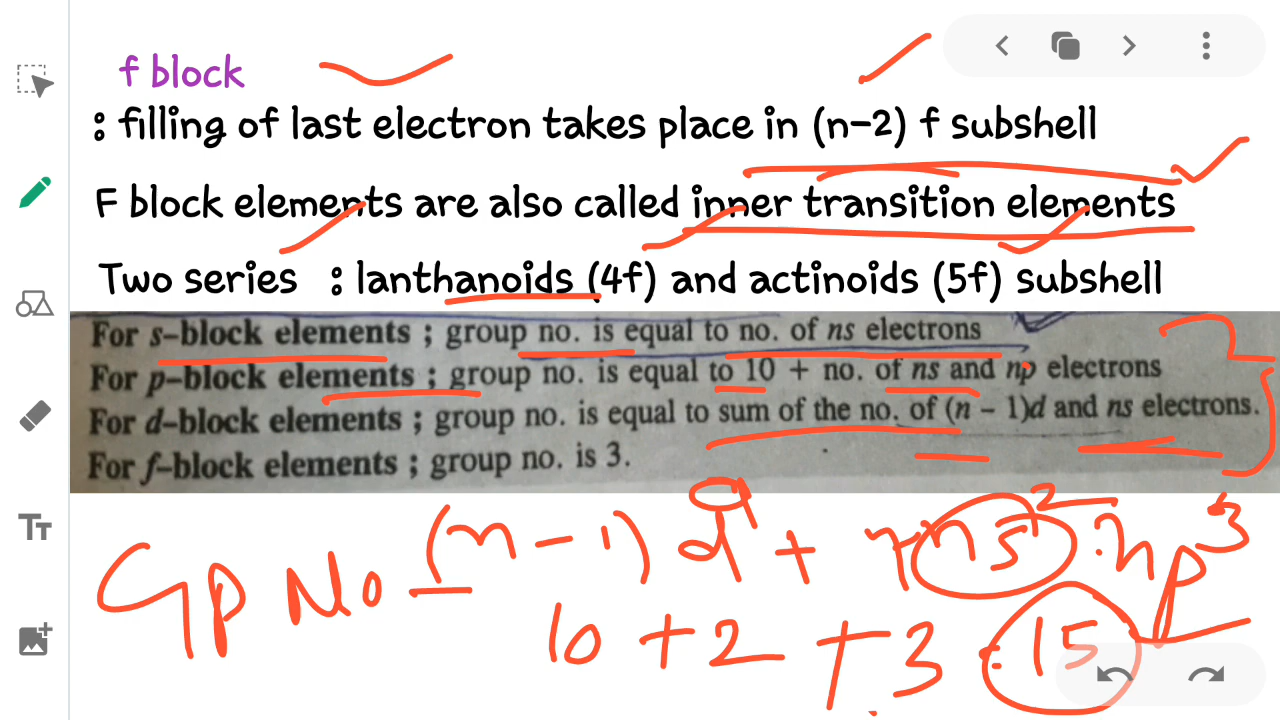 f block
: filling of last electron takes place in (n-2) f subshell
F block elements are also called inner transition elements
Two series : lanthanoids (4f) and actinoids (5f) subshell
For s-block elements ; group no. is equal to no. of ns electrons
For p-block elements ; group no. is equal to 10 + no. of ns and np electrons
For d-block elements ; group no. is equal to sum of the no. of (n - 1)d and ns electrons.
For f-block elements ; group no. is 3.
Gp No - (n-1) d + ns² np³
10 + 2 + 3 = 15
Tт